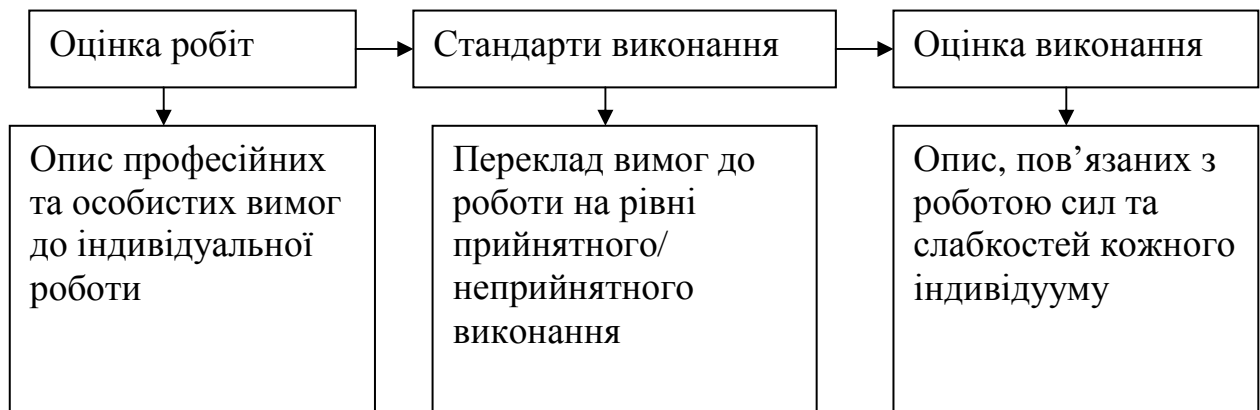 Оцінка робіт
Стандарти виконання
Оцінка виконання
Опис професійних
та особистих вимог
до індивідуальної
роботи
Переклад вимог до
роботи на рівні
прийнятного/
неприйнятного
виконання
Опис, пов’язаних з
роботою сил та
слабкостей кожного
індивідууму